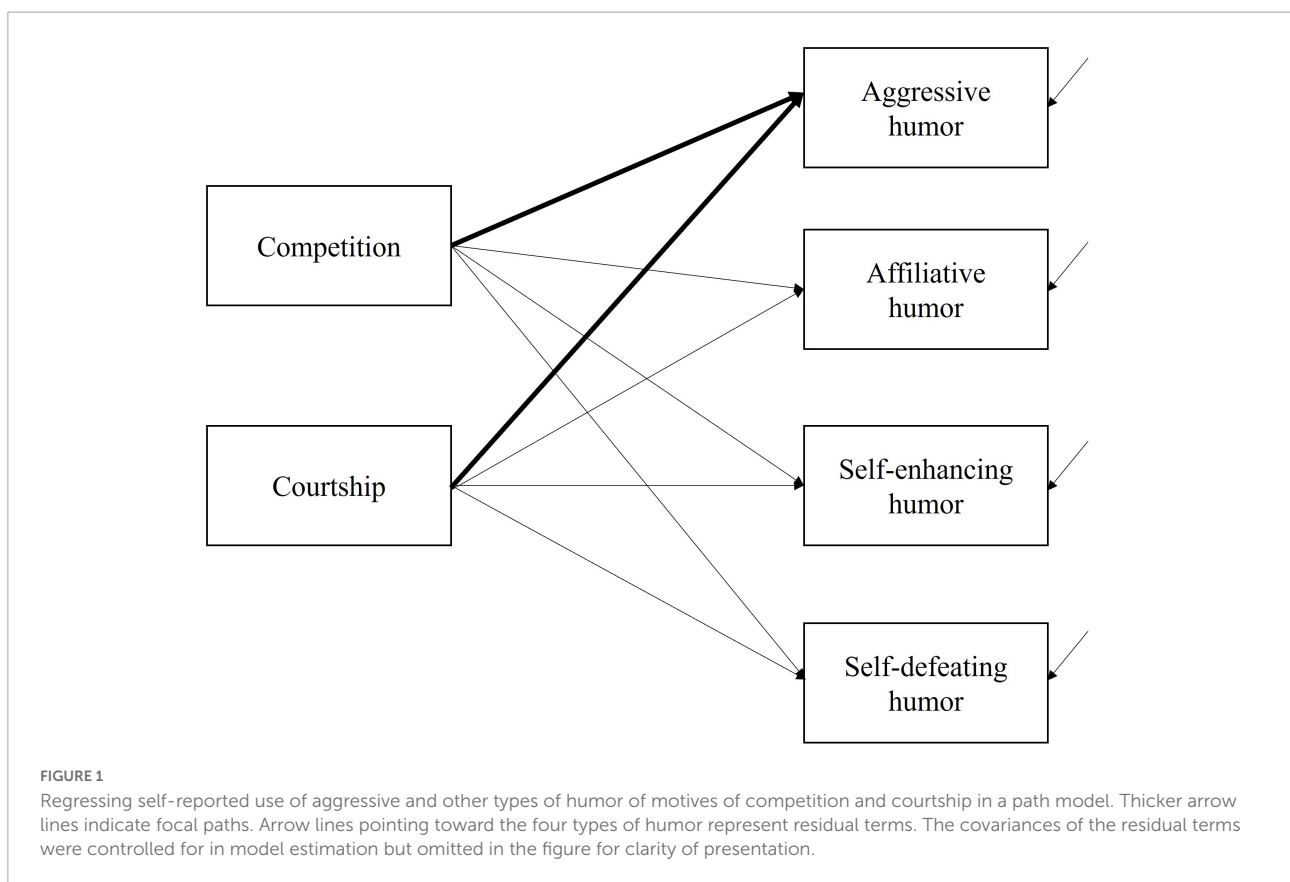 Aggressive
humor
Competition
Affiliative
humor
Courtship
Self-enhancing
humor
Self-defeating
humor
FIGURE 1
Regressing self-reported use of aggressive and other types of humor of motives of competition and courtship in a path model. Thicker arrow
lines indicate focal paths. Arrow lines pointing toward the four types of humor represent residual terms. The covariances of the residual terms
were controlled for in model estimation but omitted in the figure for clarity of presentation.